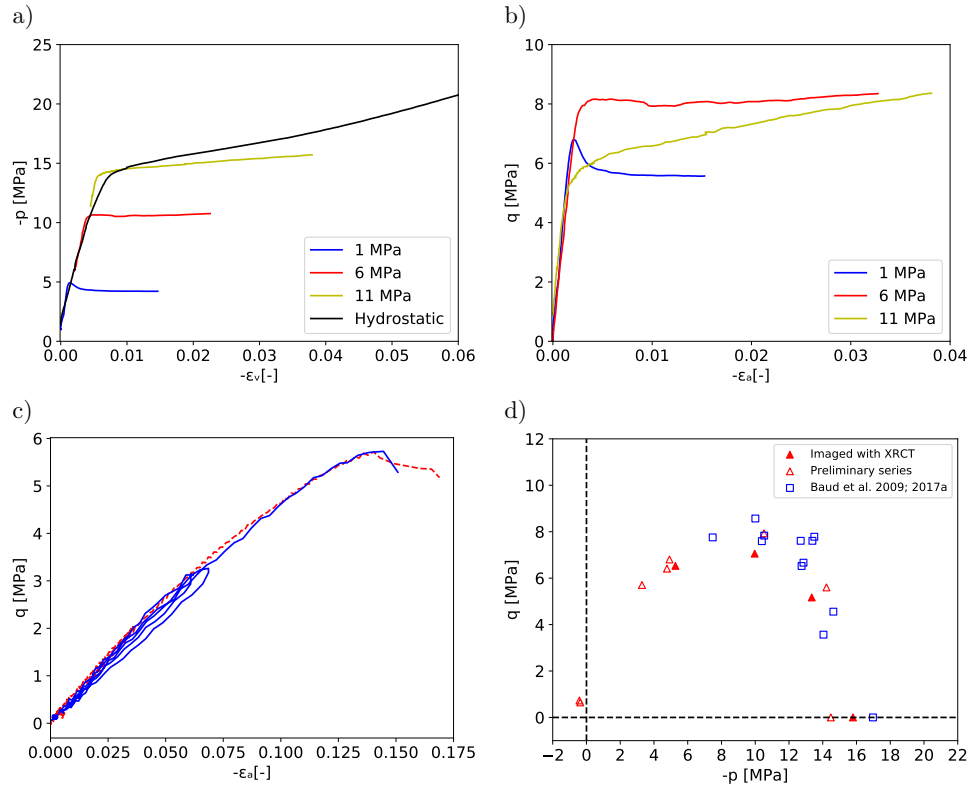 a)
-p [MPa]
25
20
15
10
5
0
0.00 0.01 0.02 0.03 0.04 0.05 0.06
-εᵥ[-]
1 MPa
6 MPa
11 MPa
Hydrostatic
b)
q [MPa]
10
8
6
4
2
0
0.00 0.01 0.02 0.03 0.04
-εₐ[-]
1 MPa
6 MPa
11 MPa
c)
q [MPa]
6
5
4
3
2
1
0
0.000 0.025 0.050 0.075 0.100 0.125 0.150 0.175
-εₐ[-]
d)
q [MPa]
12
10
8
6
4
2
0
−2
−2 0 2 4 6 8 10 12 14 16 18 20 22
-p [MPa]
Imaged with XRCT
Preliminary series
Baud et al. 2009; 2017a